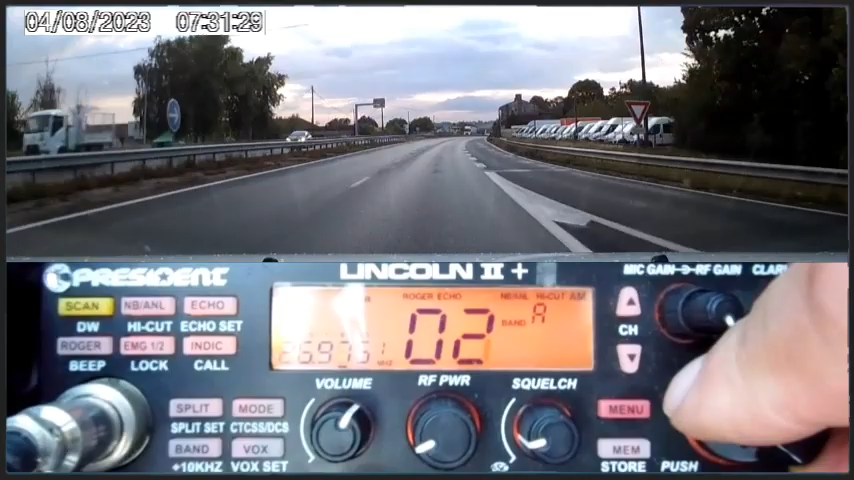 04/08/2023 07:31:29
PRESIDENT LINCOLN II + MIC GAIN RF GAIN CLARI
SCAN NB/ANL ECHO ROGER ECHO NB/ANL HI-CUT AM
DW HI-CUT ECHO SET 02 BAND A CH
ROGER EMG 1/2 INDIC
BEEP LOCK CALL
VOLUME RF PWR SQUELCH
SPLIT MODE MENU
SPLIT SET CTCSS/DCS
BAND VOX MEM
+10KHZ VOX SET STORE PUSH